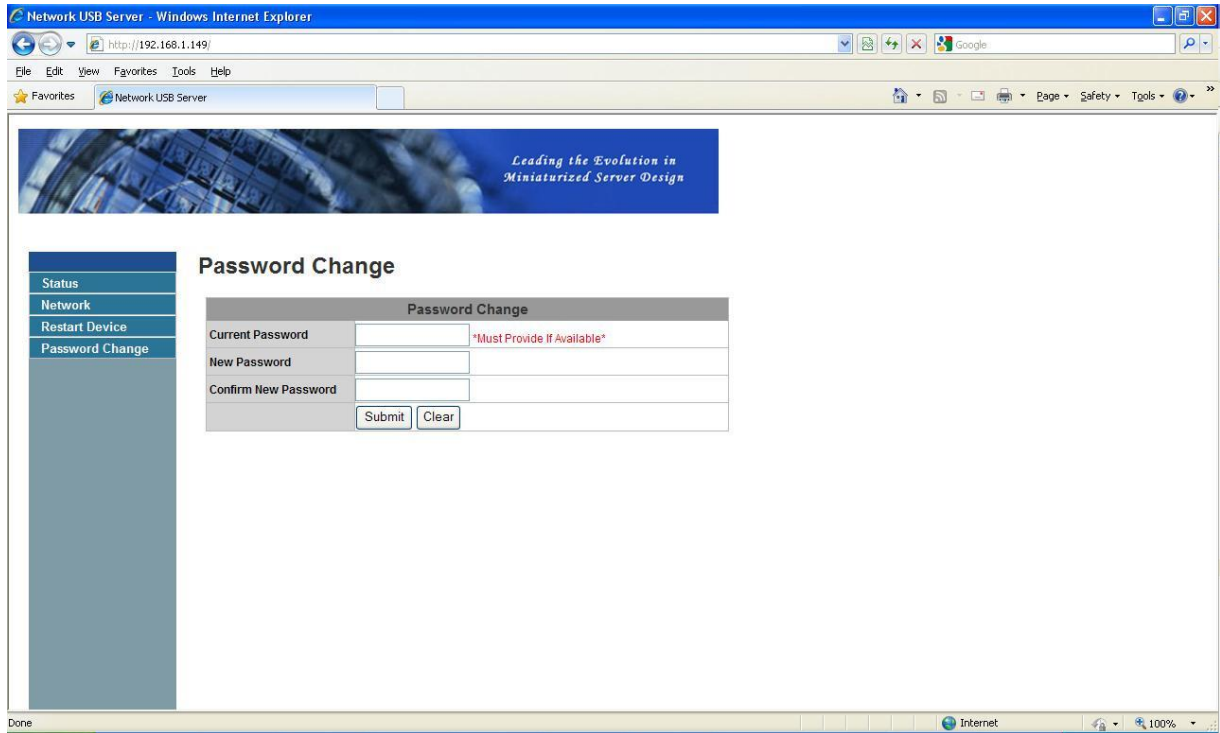 Network USB Server - Windows Internet Explorer
http://192.168.1.149/
Google
File Edit View Favorites Tools Help
Favorites Network USB Server
Page Safety Tools
Leading the Evolution in
Miniaturized Server Design
Password Change
Status
Network
Restart Device
Password Change
Password Change
Current Password *Must Provide If Available*
New Password
Confirm New Password
Submit Clear
Done Internet 100%